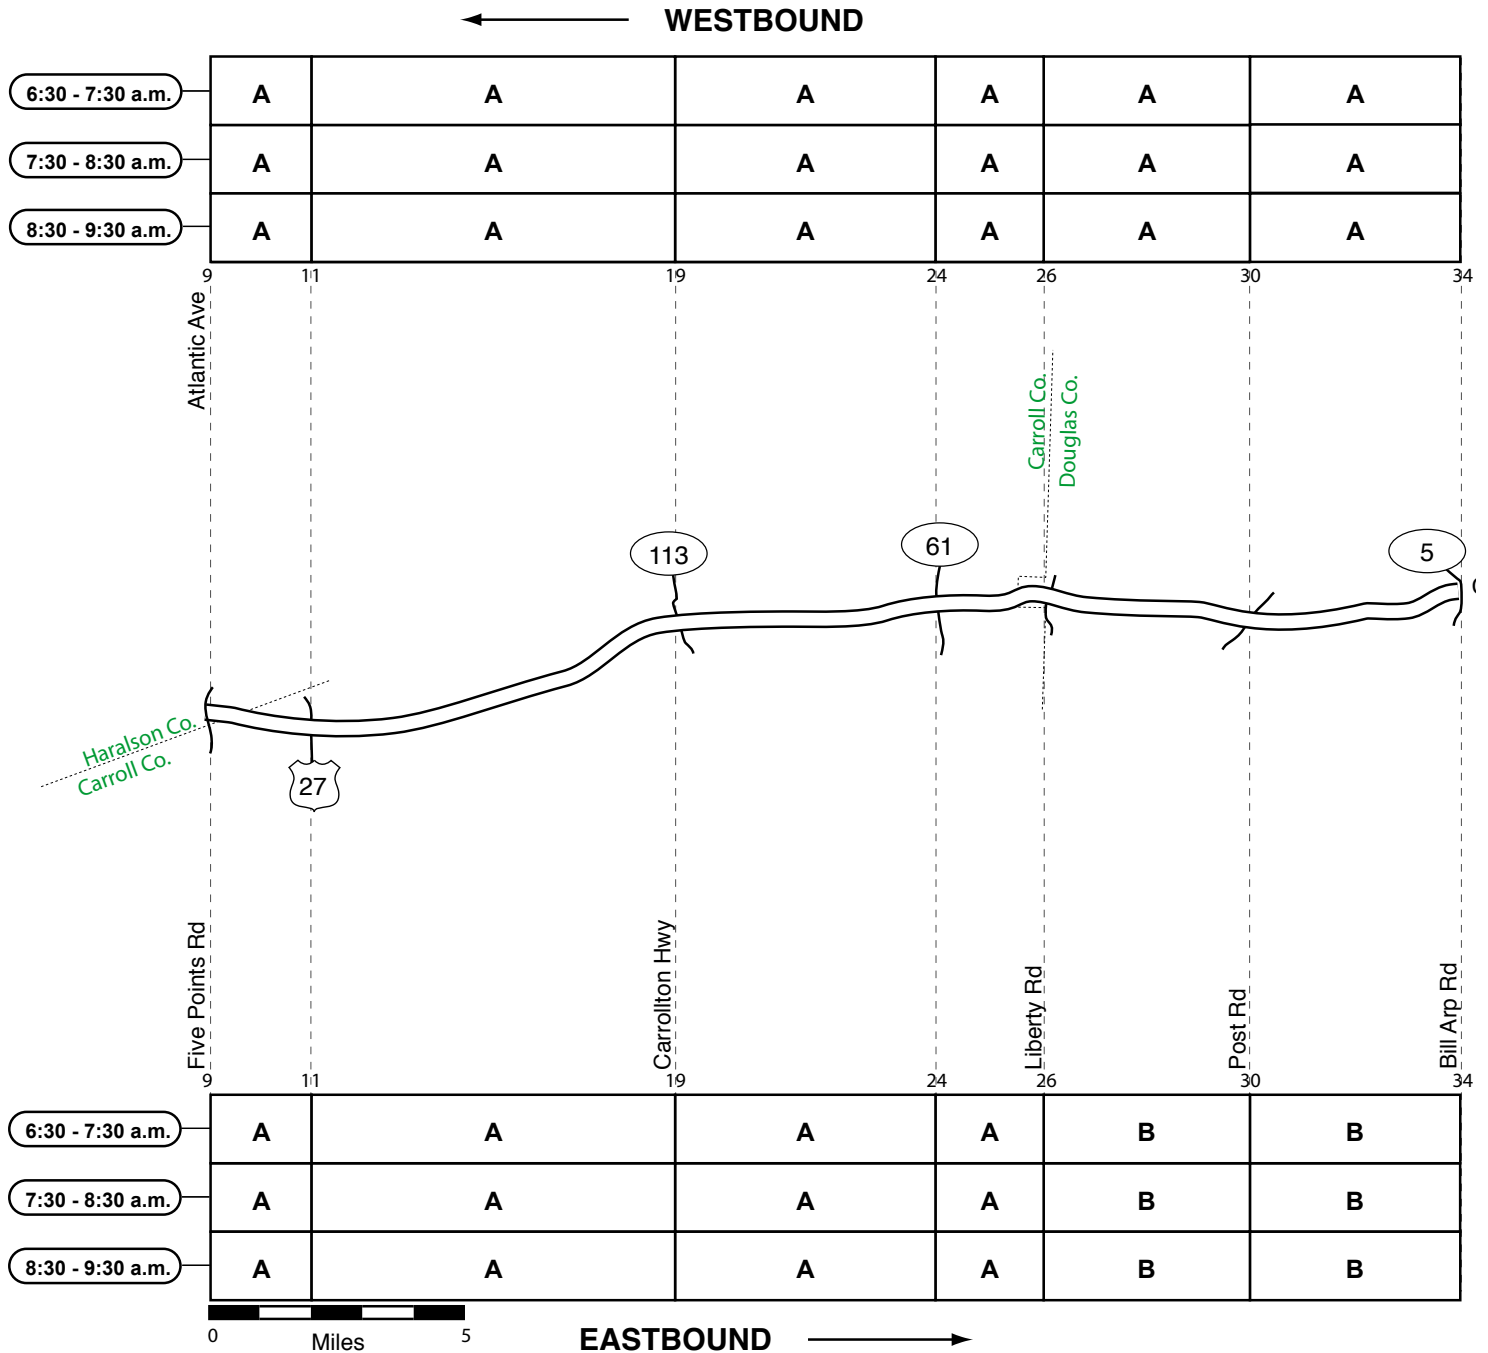 WESTBOUND
6:30 - 7:30 a.m. A A A A A A
7:30 - 8:30 a.m. A A A A A A
8:30 - 9:30 a.m. A A A A A A
9 11 19 24 26 30 34
Atlantic Ave
Carroll Co.
Douglas Co.
113
61
5
Haralson Co.
Carroll Co.
27
Five Points Rd
Carrollton Hwy
Liberty Rd
Post Rd
Bill Arp Rd
9 11 19 24 26 30 34
6:30 - 7:30 a.m. A A A A B B
7:30 - 8:30 a.m. A A A A B B
8:30 - 9:30 a.m. A A A A B B
0 Miles 5
EASTBOUND